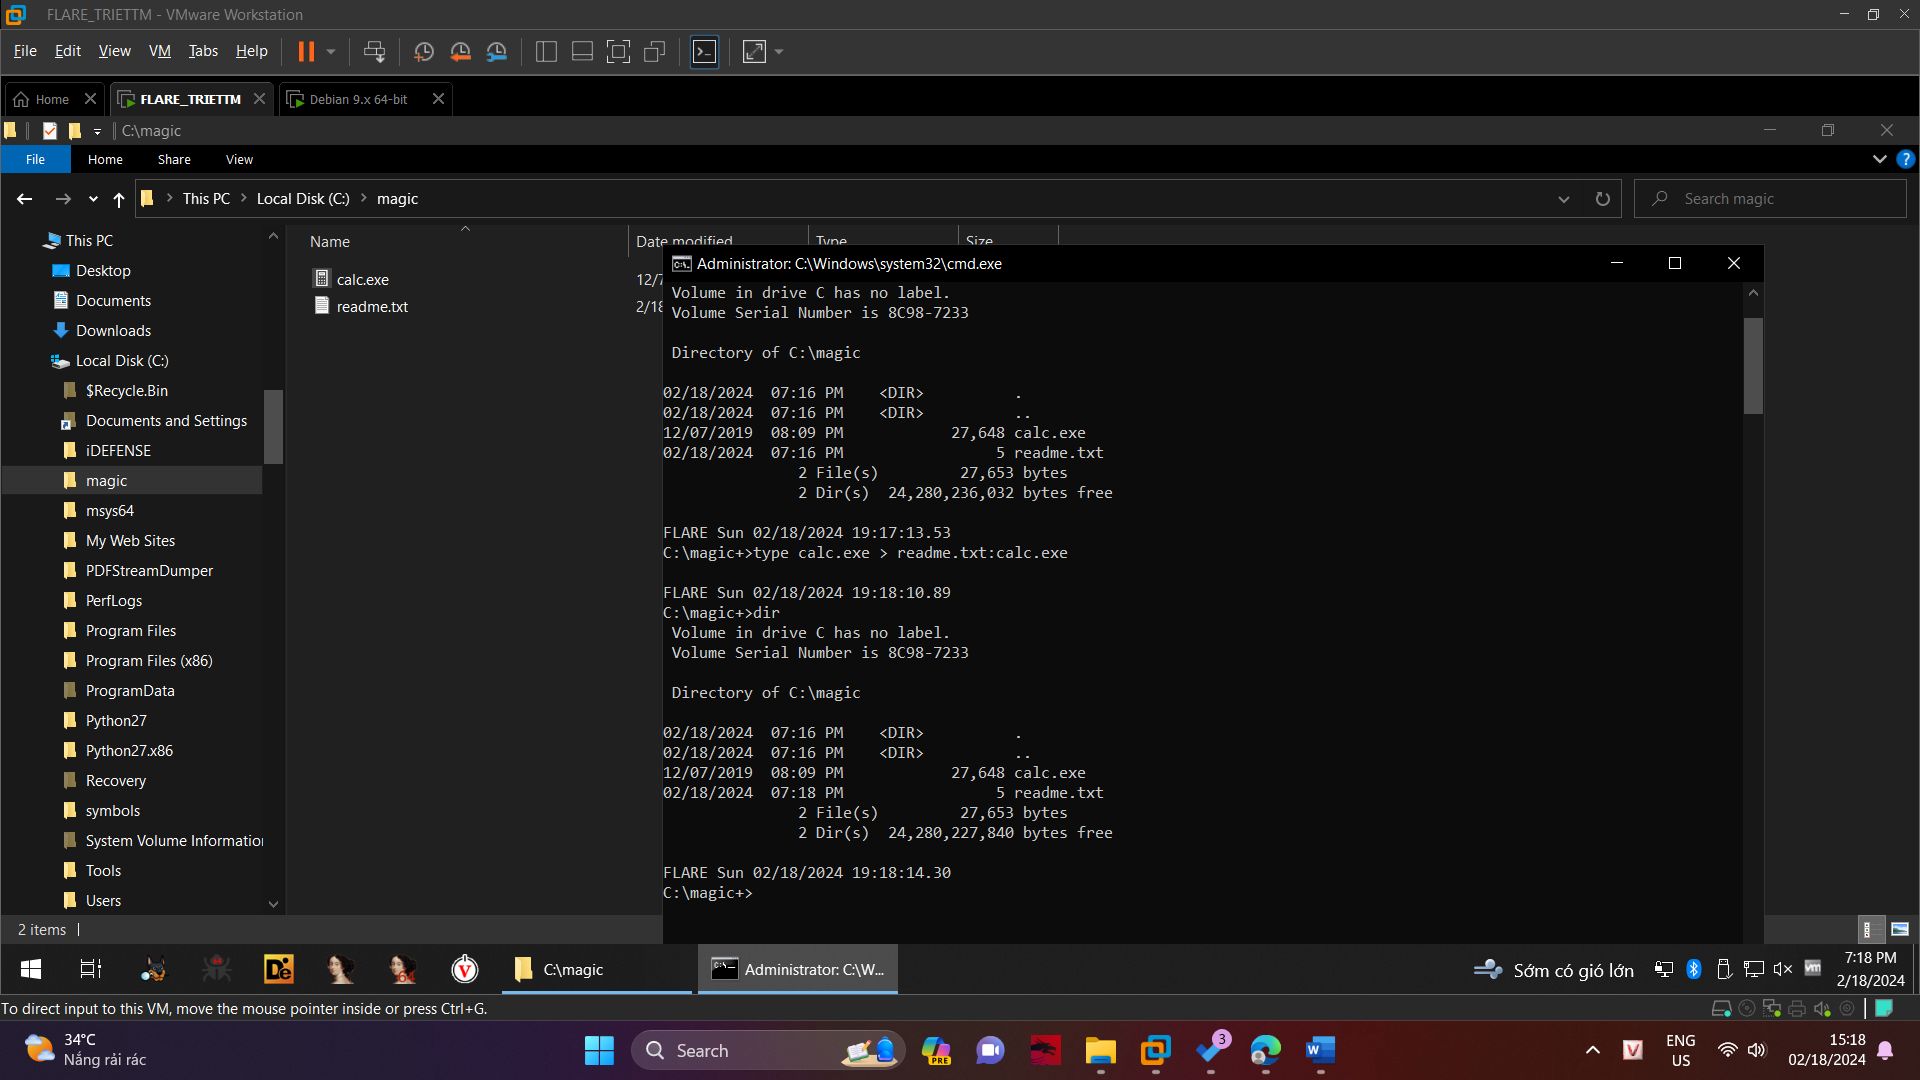 FLARE_TRIETTM - VMware Workstation
File Edit View VM Tabs Help
Home FLARE_TRIETTM Debian 9.x 64-bit
C:\magic
File Home Share View
This PC Local Disk (C:) magic
Search magic
This PC
Desktop
Documents
Downloads
Local Disk (C:)
$Recycle.Bin
Documents and Settings
iDEFENSE
magic
msys64
My Web Sites
PDFStreamDumper
PerfLogs
Program Files
Program Files (x86)
ProgramData
Python27
Python27.x86
Recovery
symbols
System Volume Information
Tools
Users
Name Date modified Type Size
calc.exe 12/7
readme.txt 2/18
Administrator: C:\Windows\system32\cmd.exe
Volume in drive C has no label.
Volume Serial Number is 8C98-7233
Directory of C:\magic
02/18/2024 07:16 PM <DIR> .
02/18/2024 07:16 PM <DIR> ..
12/07/2019 08:09 PM 27,648 calc.exe
02/18/2024 07:16 PM 5 readme.txt
2 File(s) 27,653 bytes
2 Dir(s) 24,280,236,032 bytes free
FLARE Sun 02/18/2024 19:17:13.53
C:\magic+>type calc.exe > readme.txt:calc.exe
FLARE Sun 02/18/2024 19:18:10.89
C:\magic+>dir
Volume in drive C has no label.
Volume Serial Number is 8C98-7233
Directory of C:\magic
02/18/2024 07:16 PM <DIR> .
02/18/2024 07:16 PM <DIR> ..
12/07/2019 08:09 PM 27,648 calc.exe
02/18/2024 07:18 PM 5 readme.txt
2 File(s) 27,653 bytes
2 Dir(s) 24,280,227,840 bytes free
FLARE Sun 02/18/2024 19:18:14.30
C:\magic+>
2 items
C:\magic
Administrator: C:\W...
Sớm có gió lớn
7:18 PM
2/18/2024
To direct input to this VM, move the mouse pointer inside or press Ctrl+G.
34°C
Nắng rải rác
Search
PRE
3
ENG
US
15:18
02/18/2024